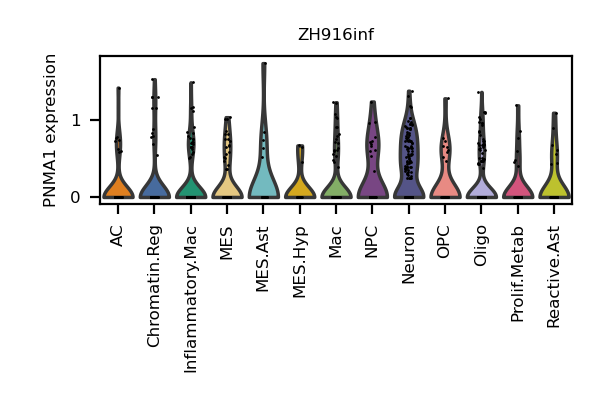 ZH916inf
PNMA1 expression
1
0
AC
Chromatin.Reg
Inflammatory.Mac
MES
MES.Ast
MES.Hyp
Mac
NPC
Neuron
OPC
Oligo
Prolif.Metab
Reactive.Ast